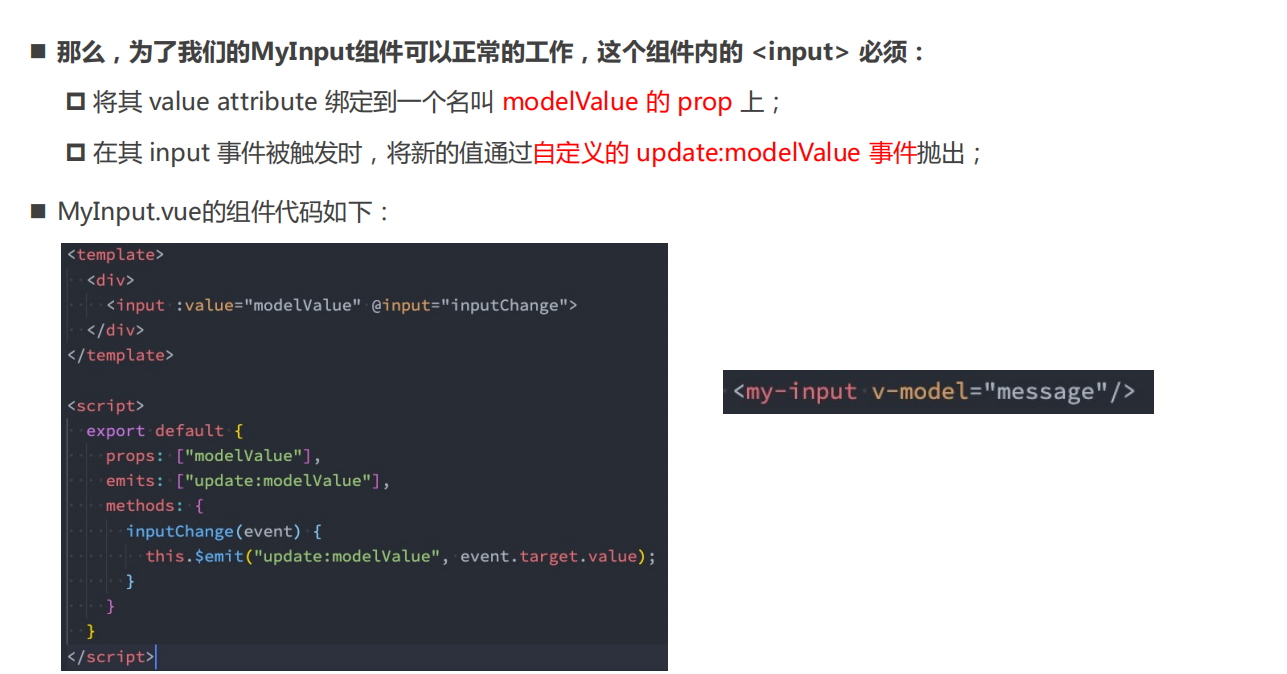 那么，为了我们的MyInput组件可以正常的工作，这个组件内的 <input> 必须：
将其 value attribute 绑定到一个名叫 modelValue 的 prop 上；
在其 input 事件被触发时，将新的值通过自定义的 update:modelValue 事件抛出；
MyInput.vue的组件代码如下：
<template>
  <div>
    <input :value="modelValue" @input="inputChange">
  </div>
</template>

<script>
  export default {
    props: ["modelValue"],
    emits: ["update:modelValue"],
    methods: {
      inputChange(event) {
        this.$emit("update:modelValue", event.target.value);
      }
    }
  }
</script>
<my-input v-model="message"/>